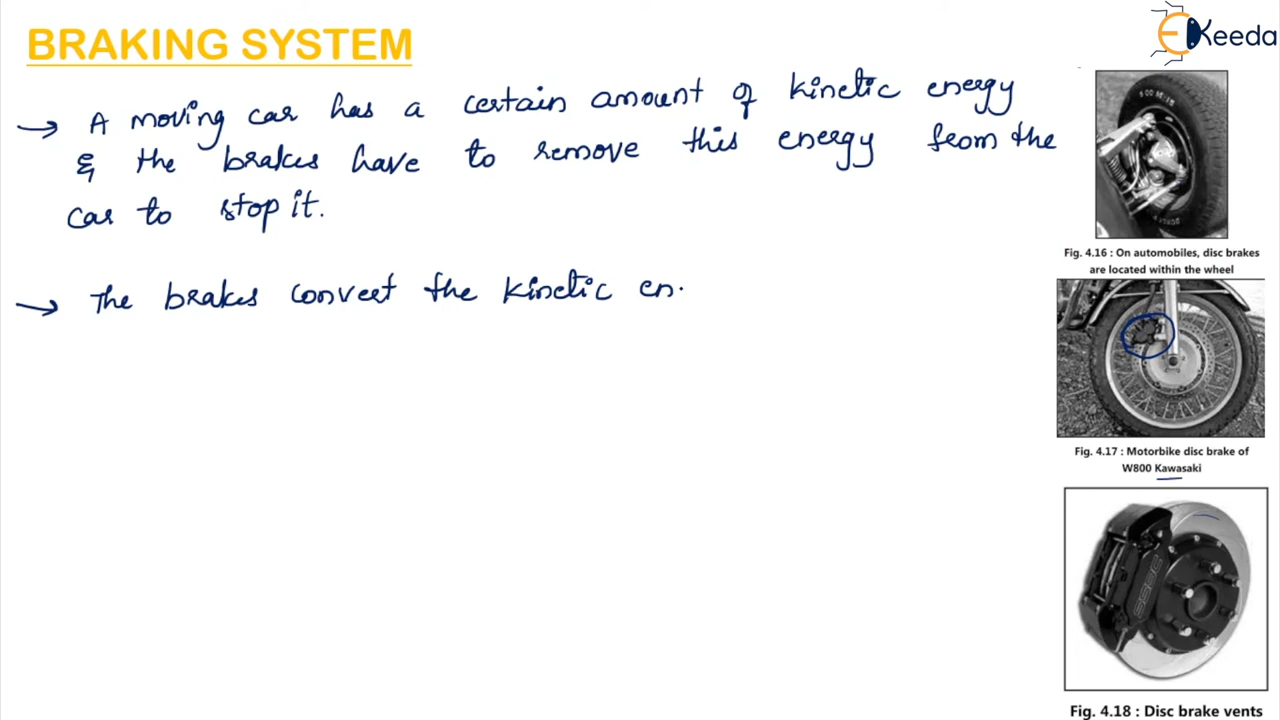 BRAKING SYSTEM
EKeeda
→ A moving car has a certain amount of kinetic energy
& the brakes have to remove this energy from the
car to stop it.
→ The brakes convert the kinetic en.
Fig. 4.16 : On automobiles, disc brakes
are located within the wheel
Fig. 4.17 : Motorbike disc brake of
W800 Kawasaki
SSBC
Fig. 4.18 : Disc brake vents